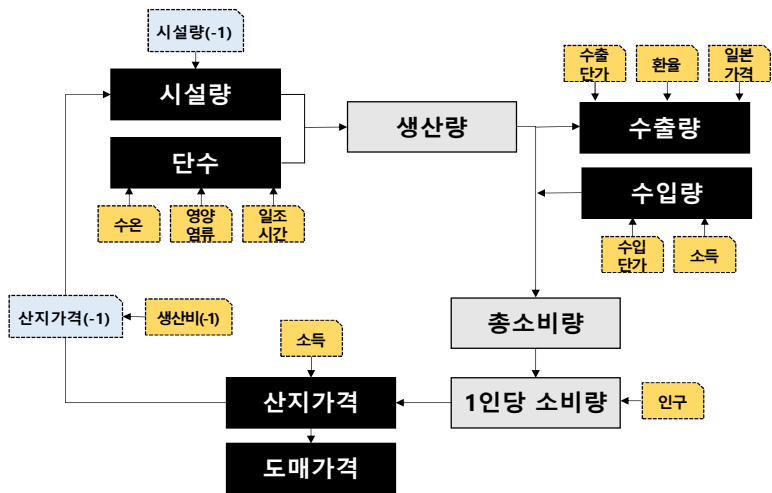 시설량(-1)
수출
단가
환율
일본
가격
시설량
생산량
수출량
단수
수입량
수온
영양
염류
일조
시간
수입
단가
소득
산지가격(-1)
생산비(-1)
총소비량
소득
산지가격
1인당 소비량
인구
도매가격